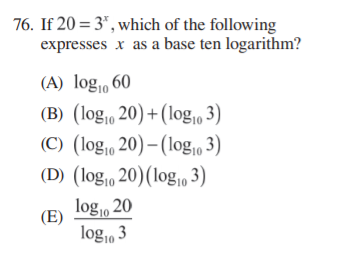 76. If 20 = 3ˣ, which of the following
expresses x as a base ten logarithm?
(A) log₁₀ 60
(B) (log₁₀ 20)+(log₁₀ 3)
(C) (log₁₀ 20)−(log₁₀ 3)
(D) (log₁₀ 20)(log₁₀ 3)
(E) log₁₀ 20
log₁₀ 3